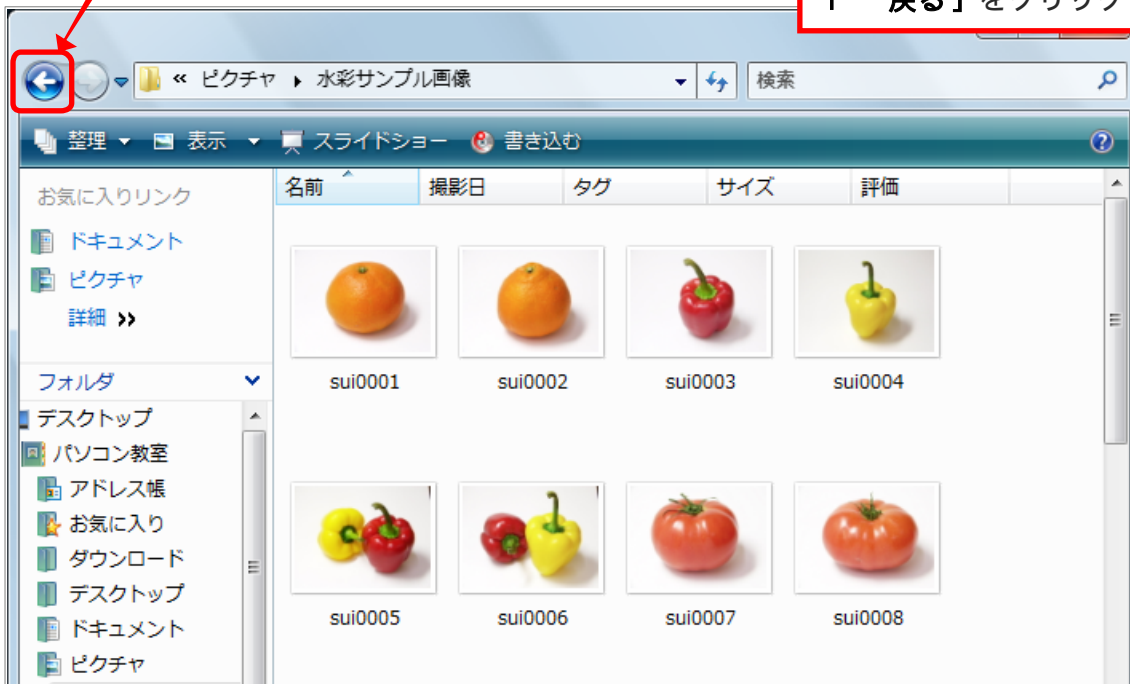 「戻る」をクリック
« ピクチャ ▸ 水彩サンプル画像
検索
整理 表示 スライドショー 書き込む
お気に入りリンク
ドキュメント
ピクチャ
詳細 »
フォルダ
デスクトップ
パソコン教室
アドレス帳
お気に入り
ダウンロード
デスクトップ
ドキュメント
ピクチャ
名前 撮影日 タグ サイズ 評価
sui0001 sui0002 sui0003 sui0004
sui0005 sui0006 sui0007 sui0008